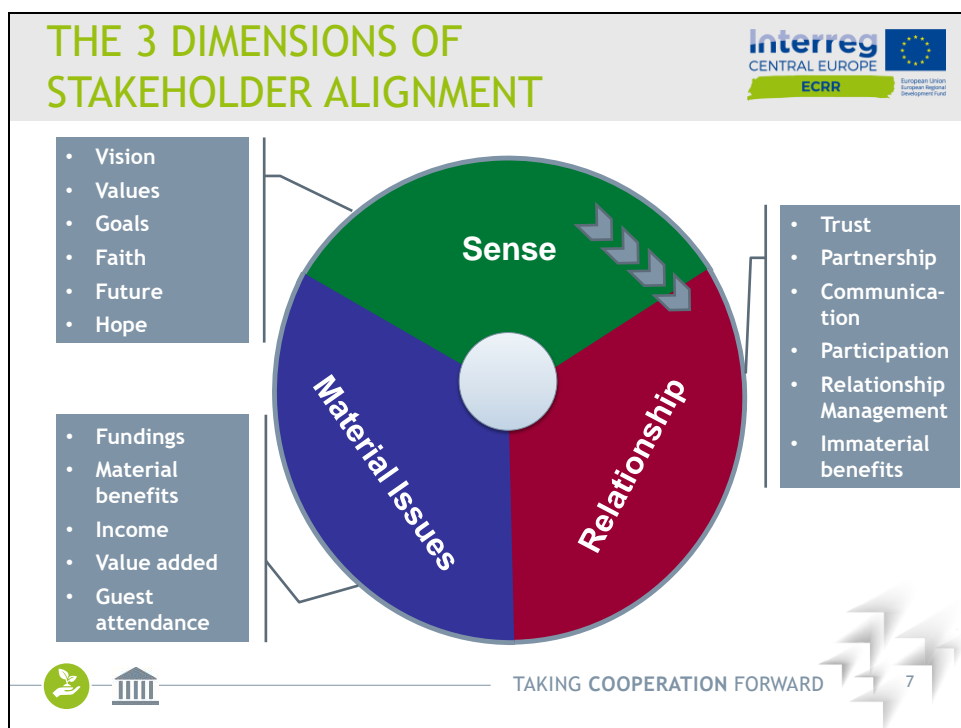 THE 3 DIMENSIONS OF
STAKEHOLDER ALIGNMENT
Interreg
CENTRAL EUROPE
ECRR
European Union
European Regional
Development Fund
• Vision
• Values
• Goals
• Faith
• Future
• Hope
Sense
• Trust
• Partnership
• Communica-
tion
• Participation
• Relationship
Management
• Immaterial
benefits
• Fundings
• Material
benefits
• Income
• Value added
• Guest
attendance
Material Issues
Relationship
TAKING COOPERATION FORWARD
7